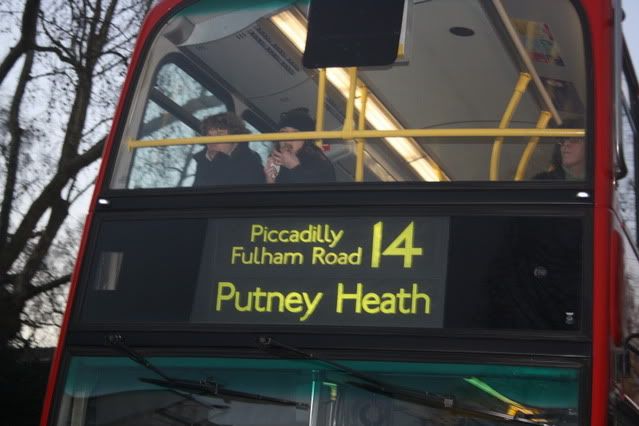 Piccadilly
Fulham Road 14
Putney Heath